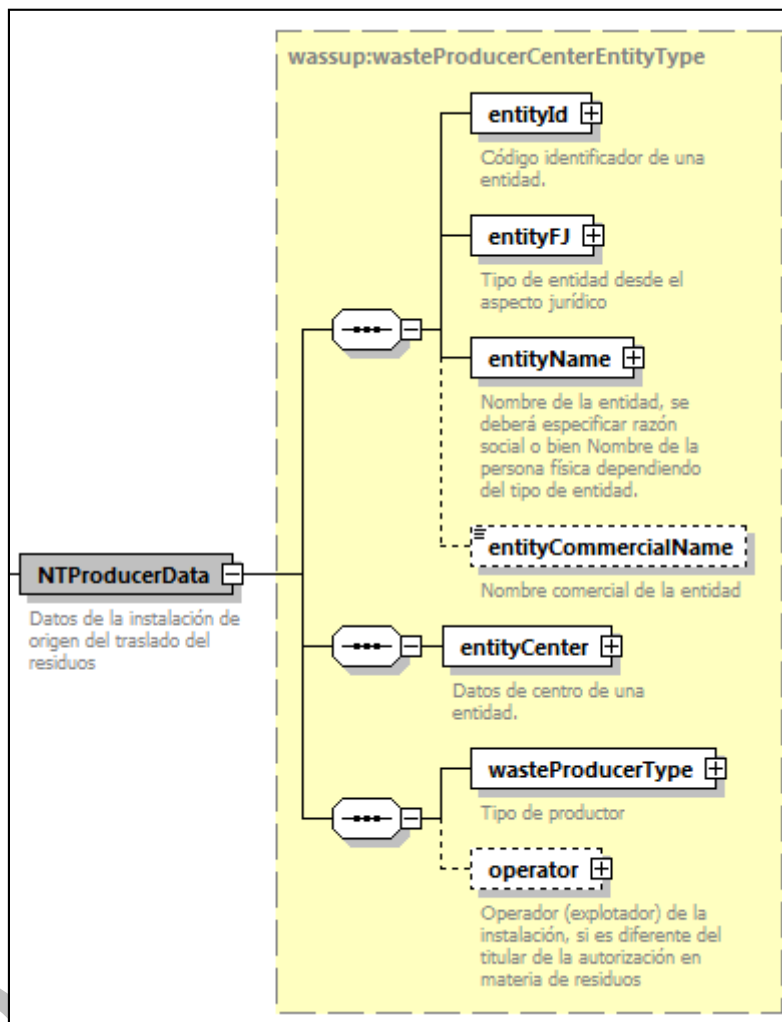 wassup:wasteProducerCenterEntityType
entityId
Código identificador de una
entidad.
entityFJ
Tipo de entidad desde el
aspecto jurídico
entityName
Nombre de la entidad, se
deberá especificar razón
social o bien Nombre de la
persona física dependiendo
del tipo de entidad.
entityCommercialName
Nombre comercial de la entidad
NTProducerData
Datos de la instalación de
origen del traslado del
residuos
entityCenter
Datos de centro de una
entidad.
wasteProducerType
Tipo de productor
operator
Operador (explotador) de la
instalación, si es diferente del
titular de la autorización en
materia de residuos